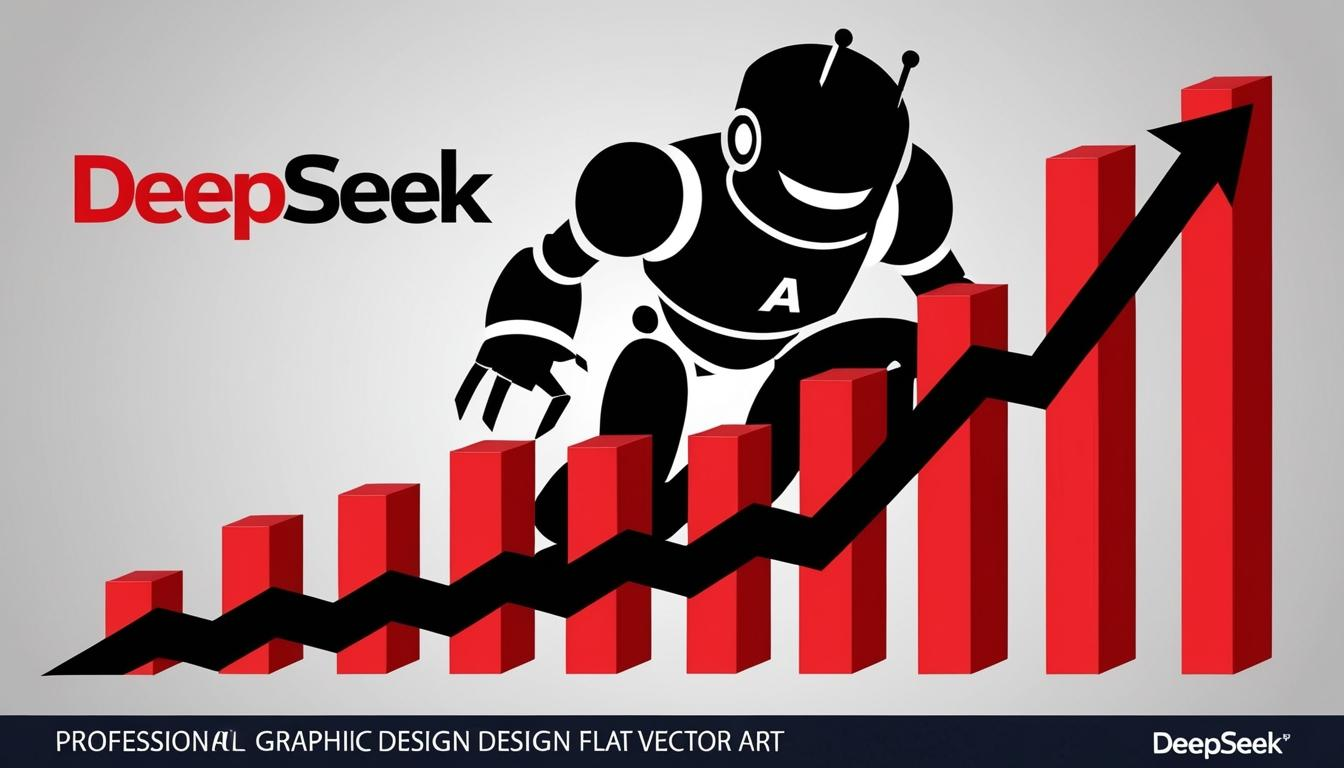 DeepSeek
A
PROFESSIONAL GRAPHIIC DESIGN DESIGN FLAT VECTOR ART
DeepSeek